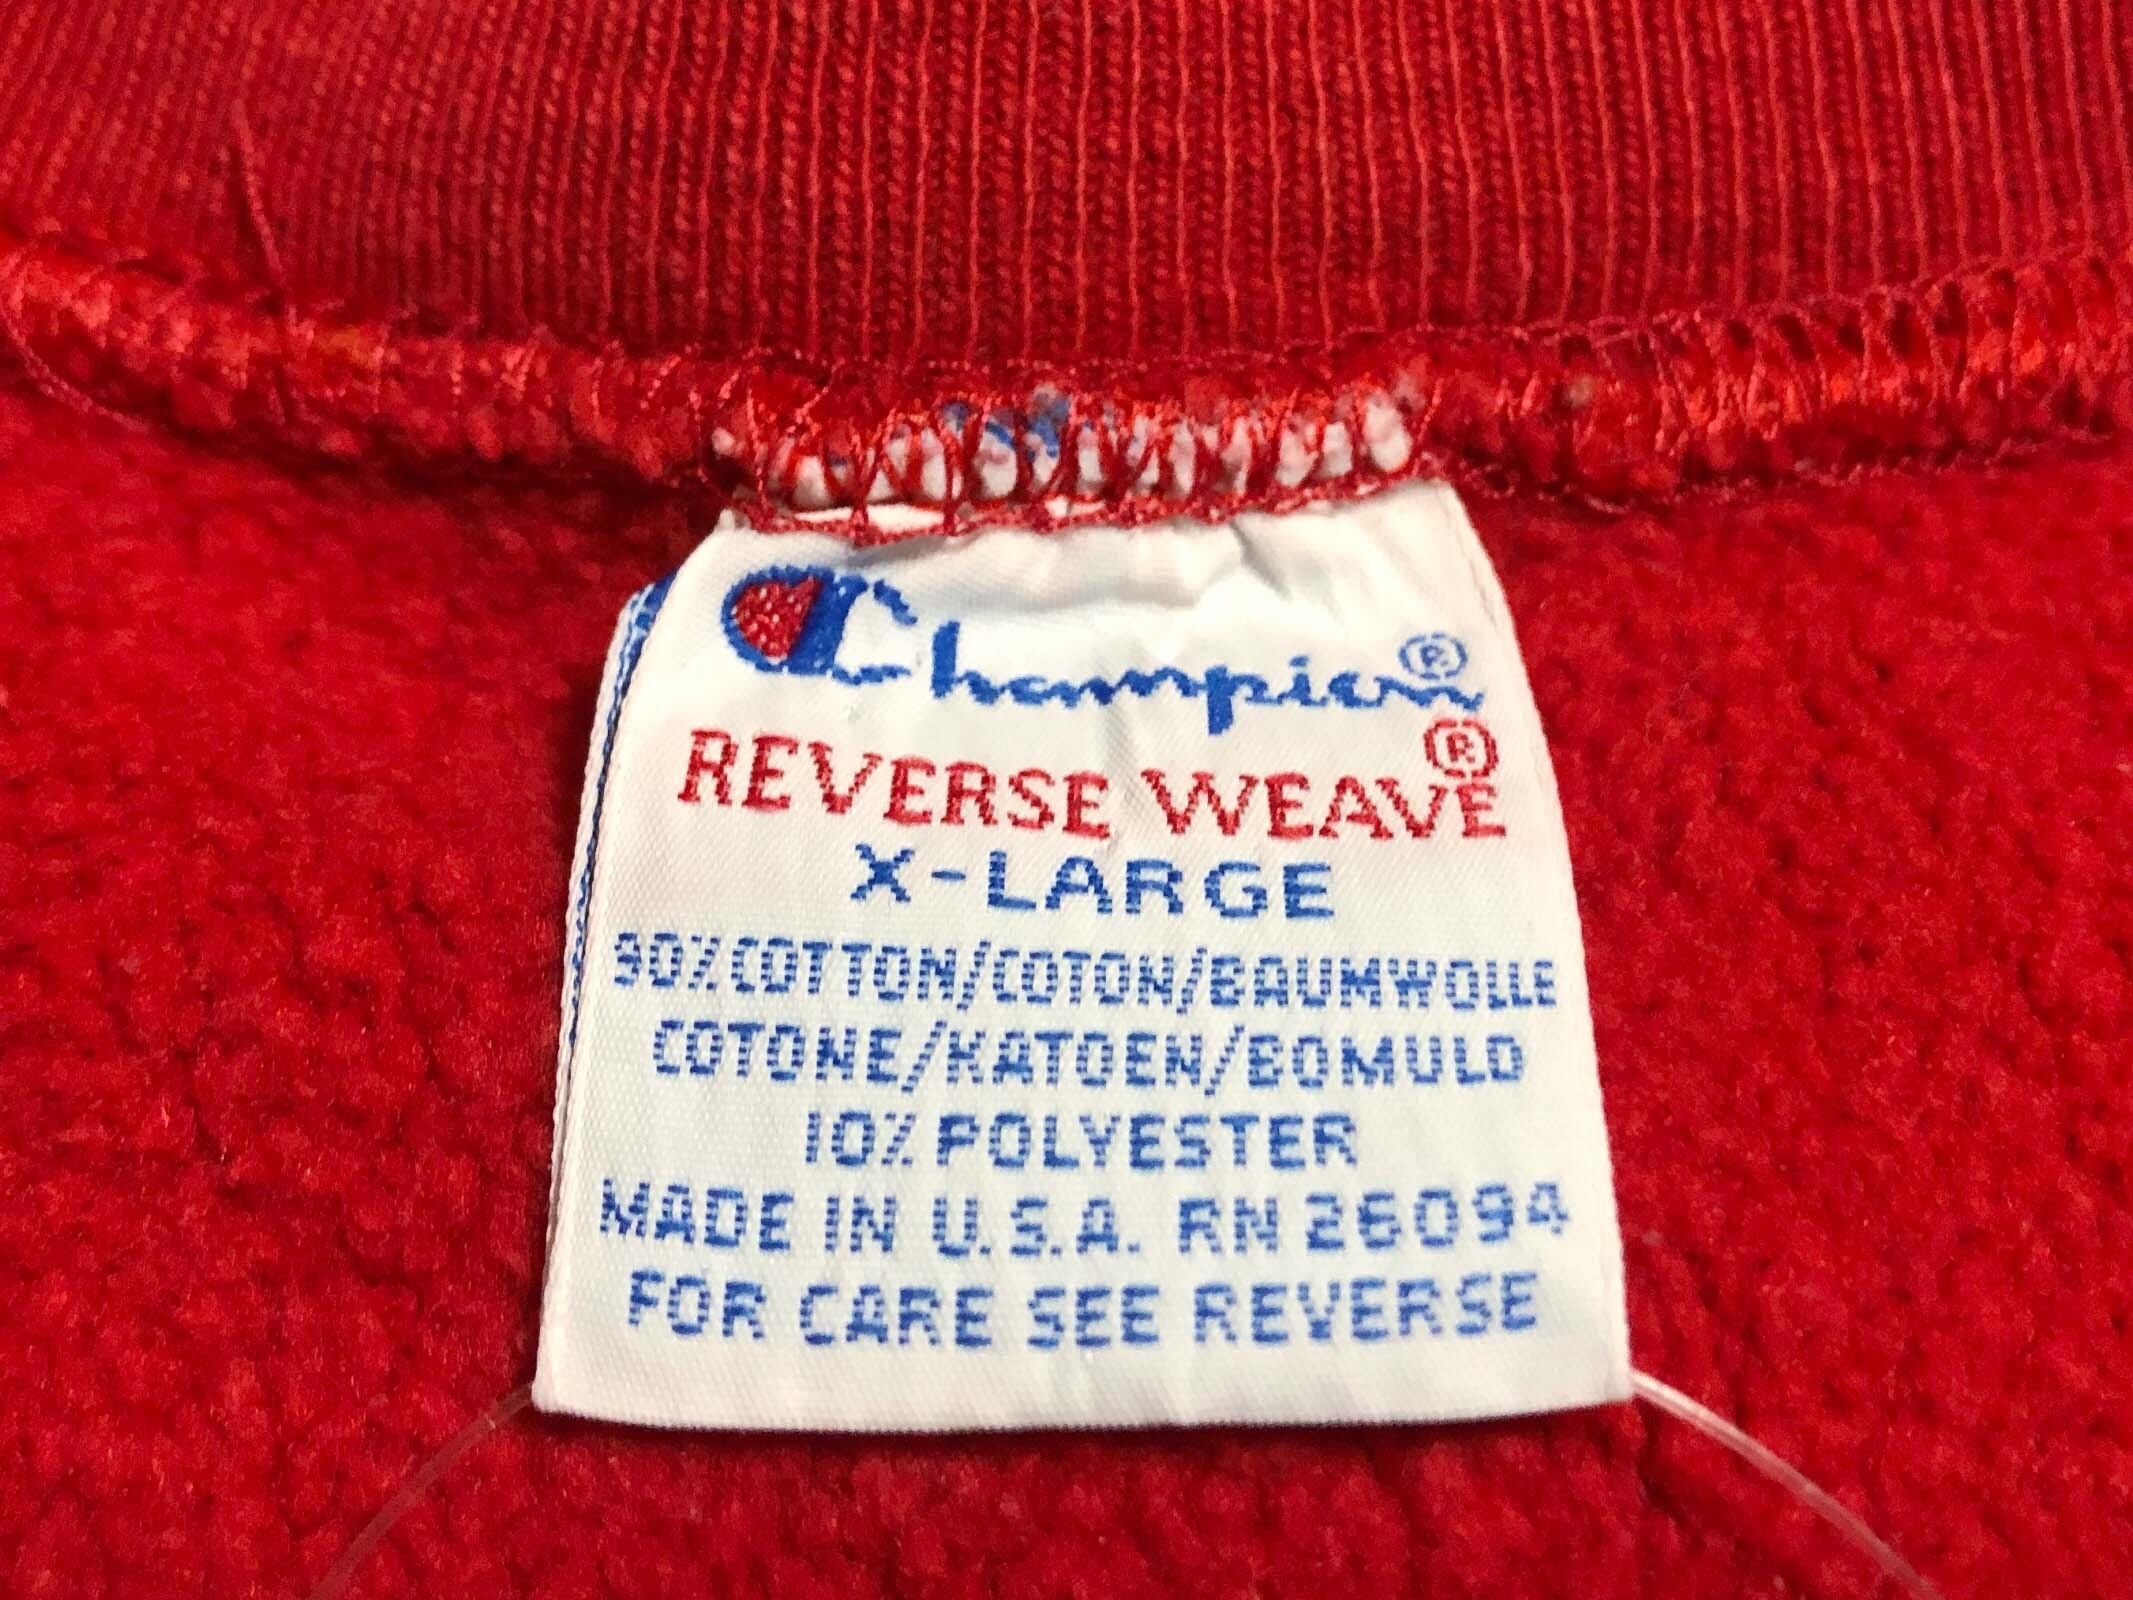 Champion®
REVERSE WEAVE®
X-LARGE
90% COTTON/COTON/BAUMWOLLE
COTONE/KATOEN/BOMULD
10% POLYESTER
MADE IN U.S.A. RN 26094
FOR CARE SEE REVERSE